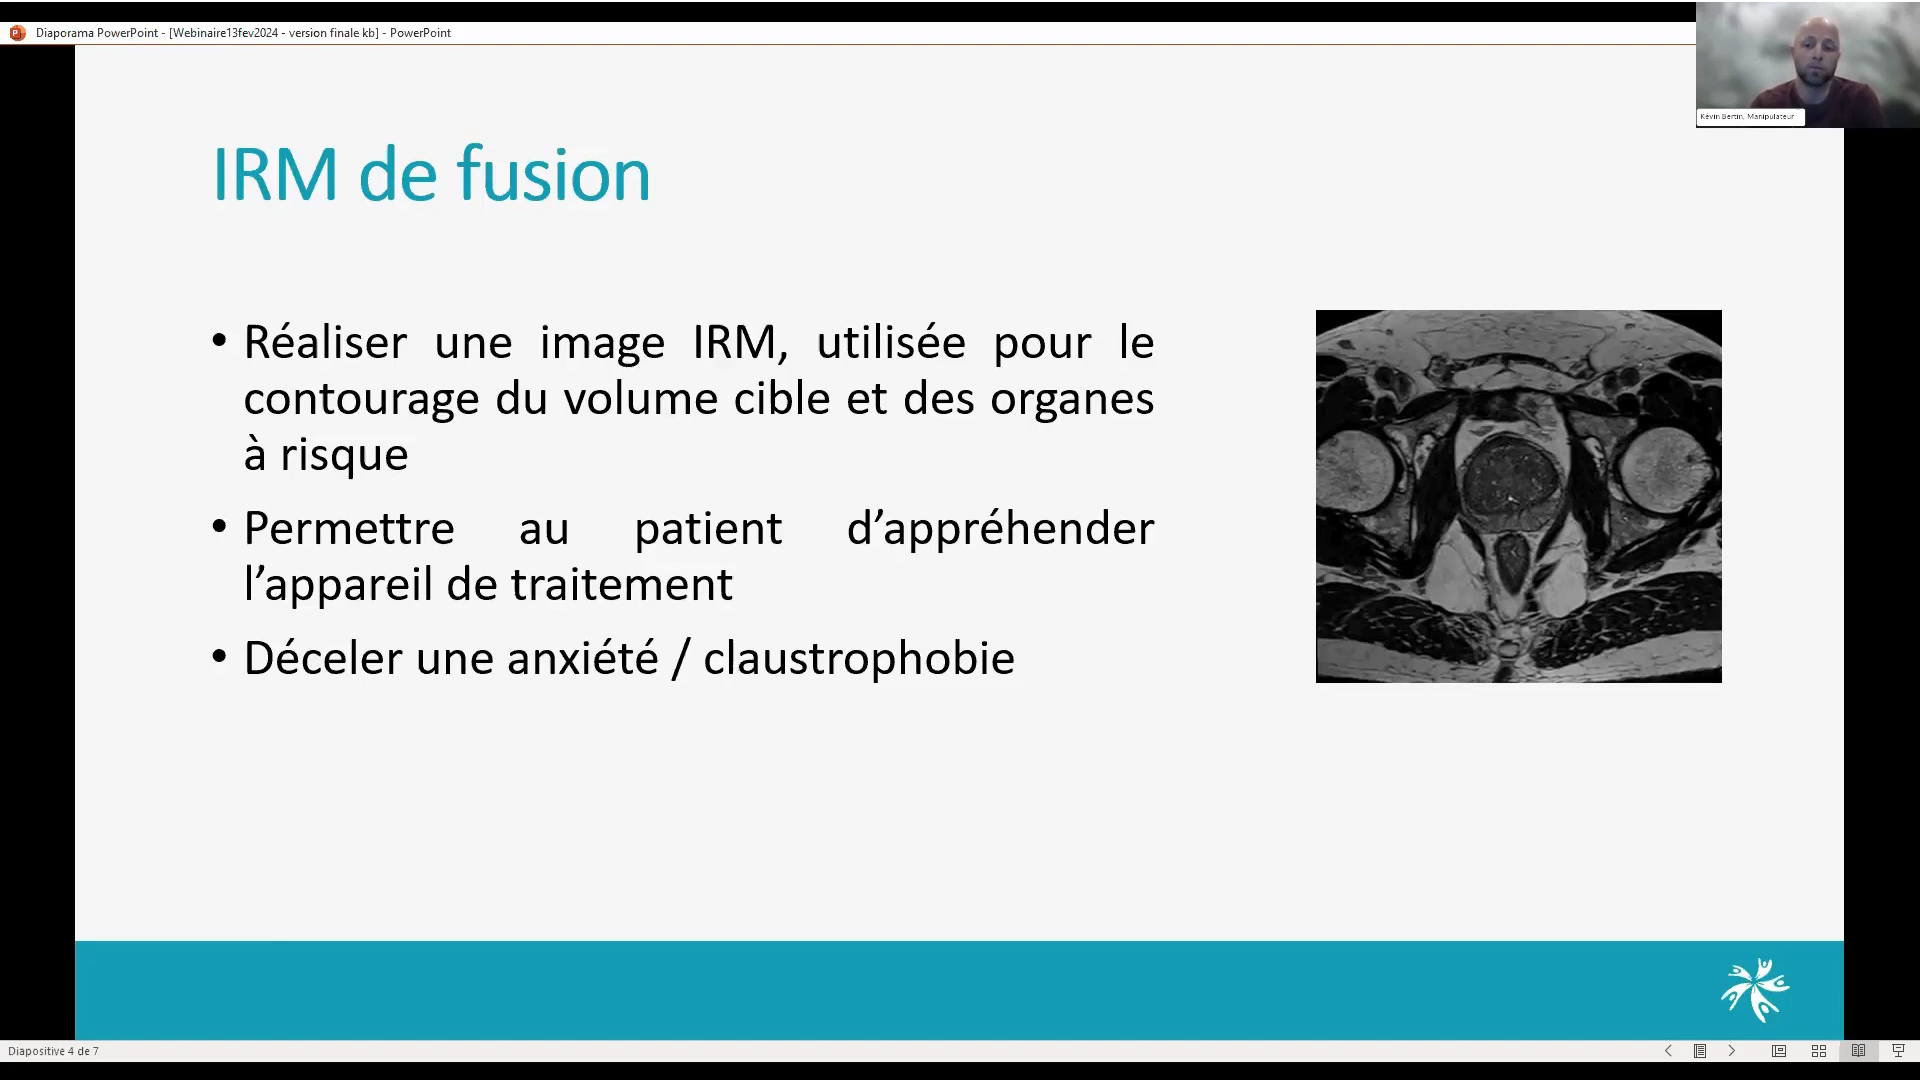 Diaporama PowerPoint - [Webinaire13fev2024 - version finale kb] - PowerPoint
Kévin Bertin, Manipulateur
IRM de fusion
• Réaliser une image IRM, utilisée pour le
contourage du volume cible et des organes
à risque
• Permettre au patient d’appréhender
l’appareil de traitement
• Déceler une anxiété / claustrophobie
Diapositive 4 de 7